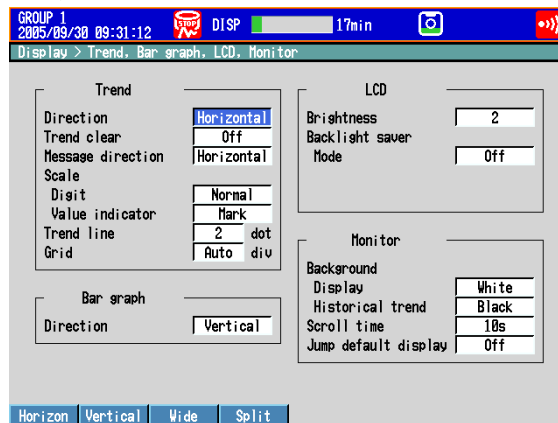 GROUP 1
2005/09/30 09:31:12
STOP
DISP
17min
Display > Trend, Bar graph, LCD, Monitor
Trend
Direction Horizontal
Trend clear Off
Message direction Horizontal
Scale
Digit Normal
Value indicator Mark
Trend line 2 dot
Grid Auto div
Bar graph
Direction Vertical
LCD
Brightness 2
Backlight saver
Mode Off
Monitor
Background
Display White
Historical trend Black
Scroll time 10s
Jump default display Off
Horizon Vertical Wide Split